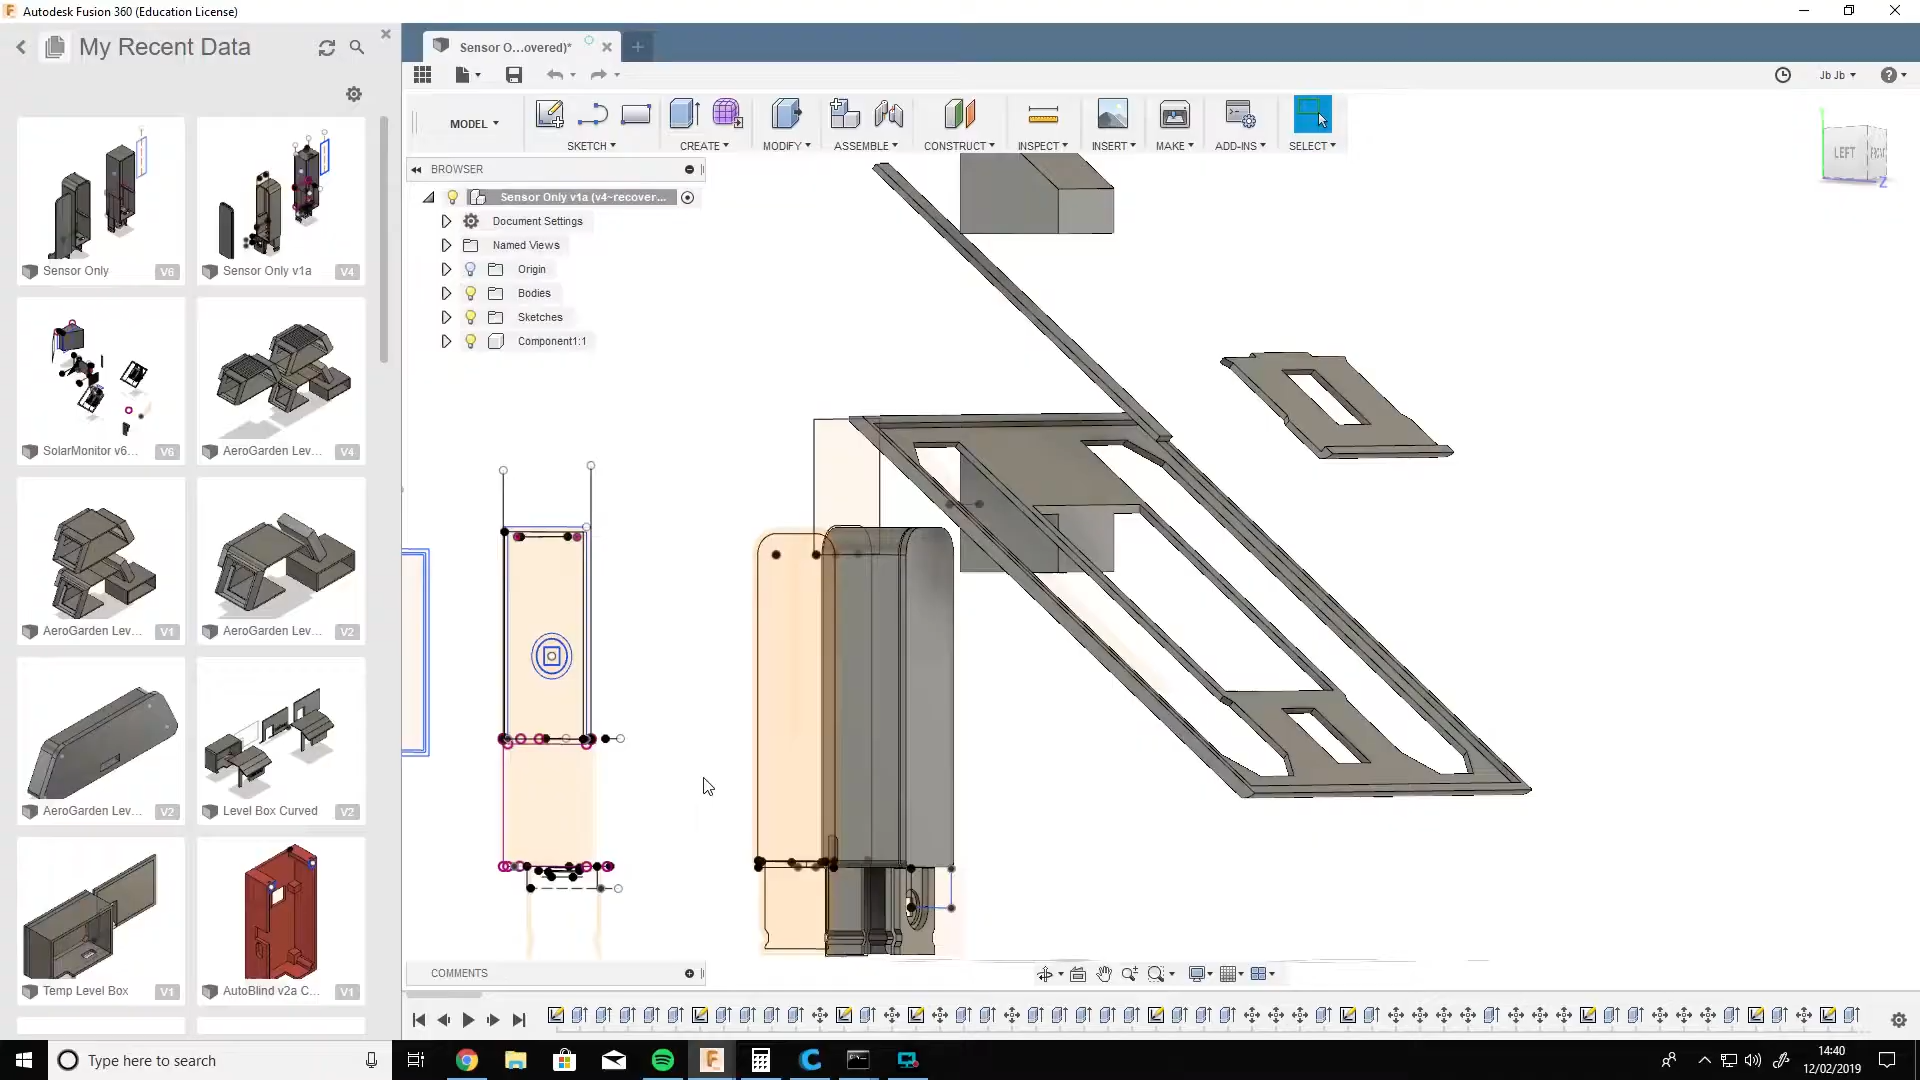 Autodesk Fusion 360 (Education License)
My Recent Data
Sensor O...overed)*
Jb Jb
MODEL
SKETCH
CREATE
MODIFY
ASSEMBLE
CONSTRUCT
INSPECT
INSERT
MAKE
ADD-INS
SELECT
LEFT
FRONT
Z
BROWSER
Sensor Only v1a (v4~recover...
Document Settings
Named Views
Origin
Bodies
Sketches
Component1:1
Sensor Only V6
Sensor Only v1a V4
SolarMonitor v6... V6
AeroGarden Lev... V4
AeroGarden Lev... V1
AeroGarden Lev... V2
AeroGarden Lev... V2
Level Box Curved V2
Temp Level Box V1
AutoBlind v2a C... V1
COMMENTS
Type here to search
14:40
12/02/2019